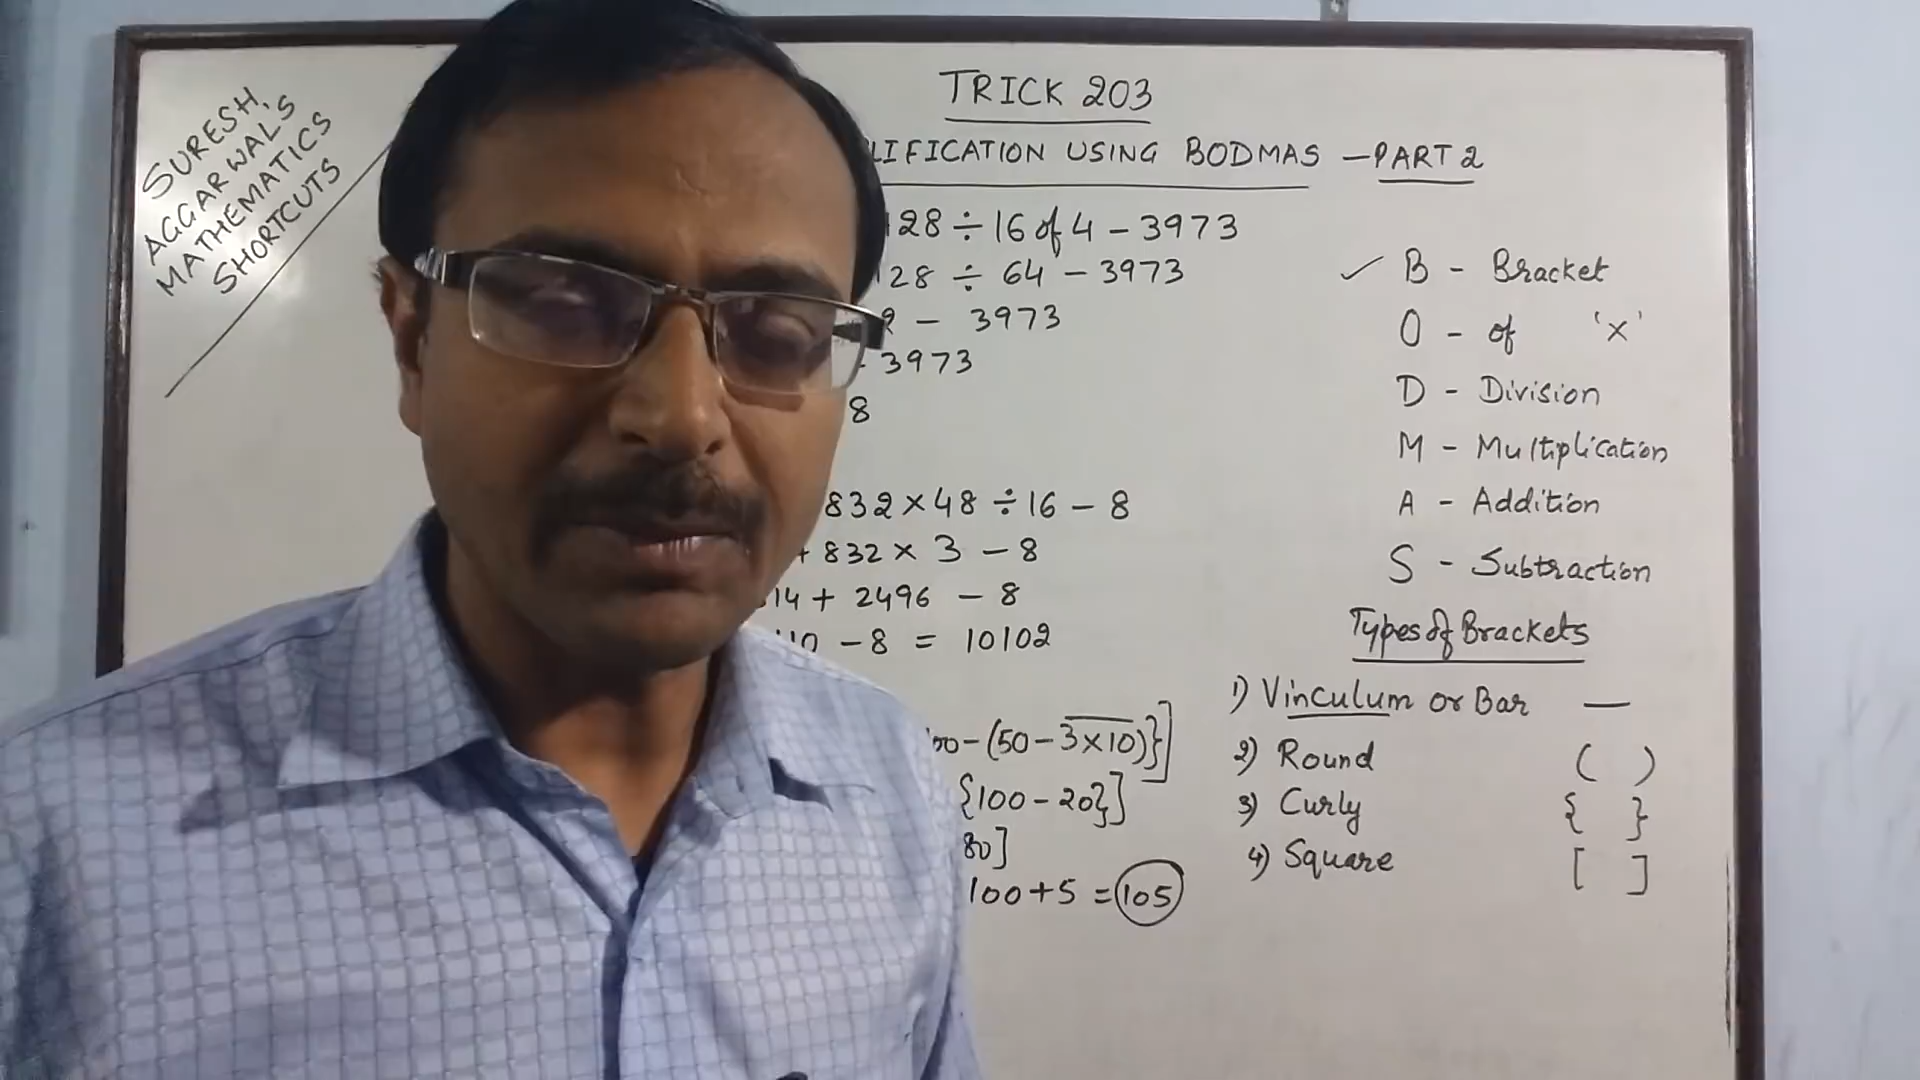 SURESH
AGGARWAL'S
MATHEMATICS
SHORTCUTS
TRICK 203
LIFICATION USING BODMAS - PART 2
128 ÷ 16 of 4 - 3973
28 ÷ 64 - 3973
2 - 3973
- 3973
8
832 × 48 ÷ 16 - 8
+ 832 × 3 - 8
14 + 2496 - 8
10 - 8 = 10102
00 - (50 - 3×10)}]
{100 - 20}]
80]
100 + 5 = 105
✓ B - Bracket
O - of '×'
D - Division
M - Multiplication
A - Addition
S - Subtraction
Types of Brackets
1) Vinculum or Bar —
2) Round ( )
3) Curly { }
4) Square [ ]